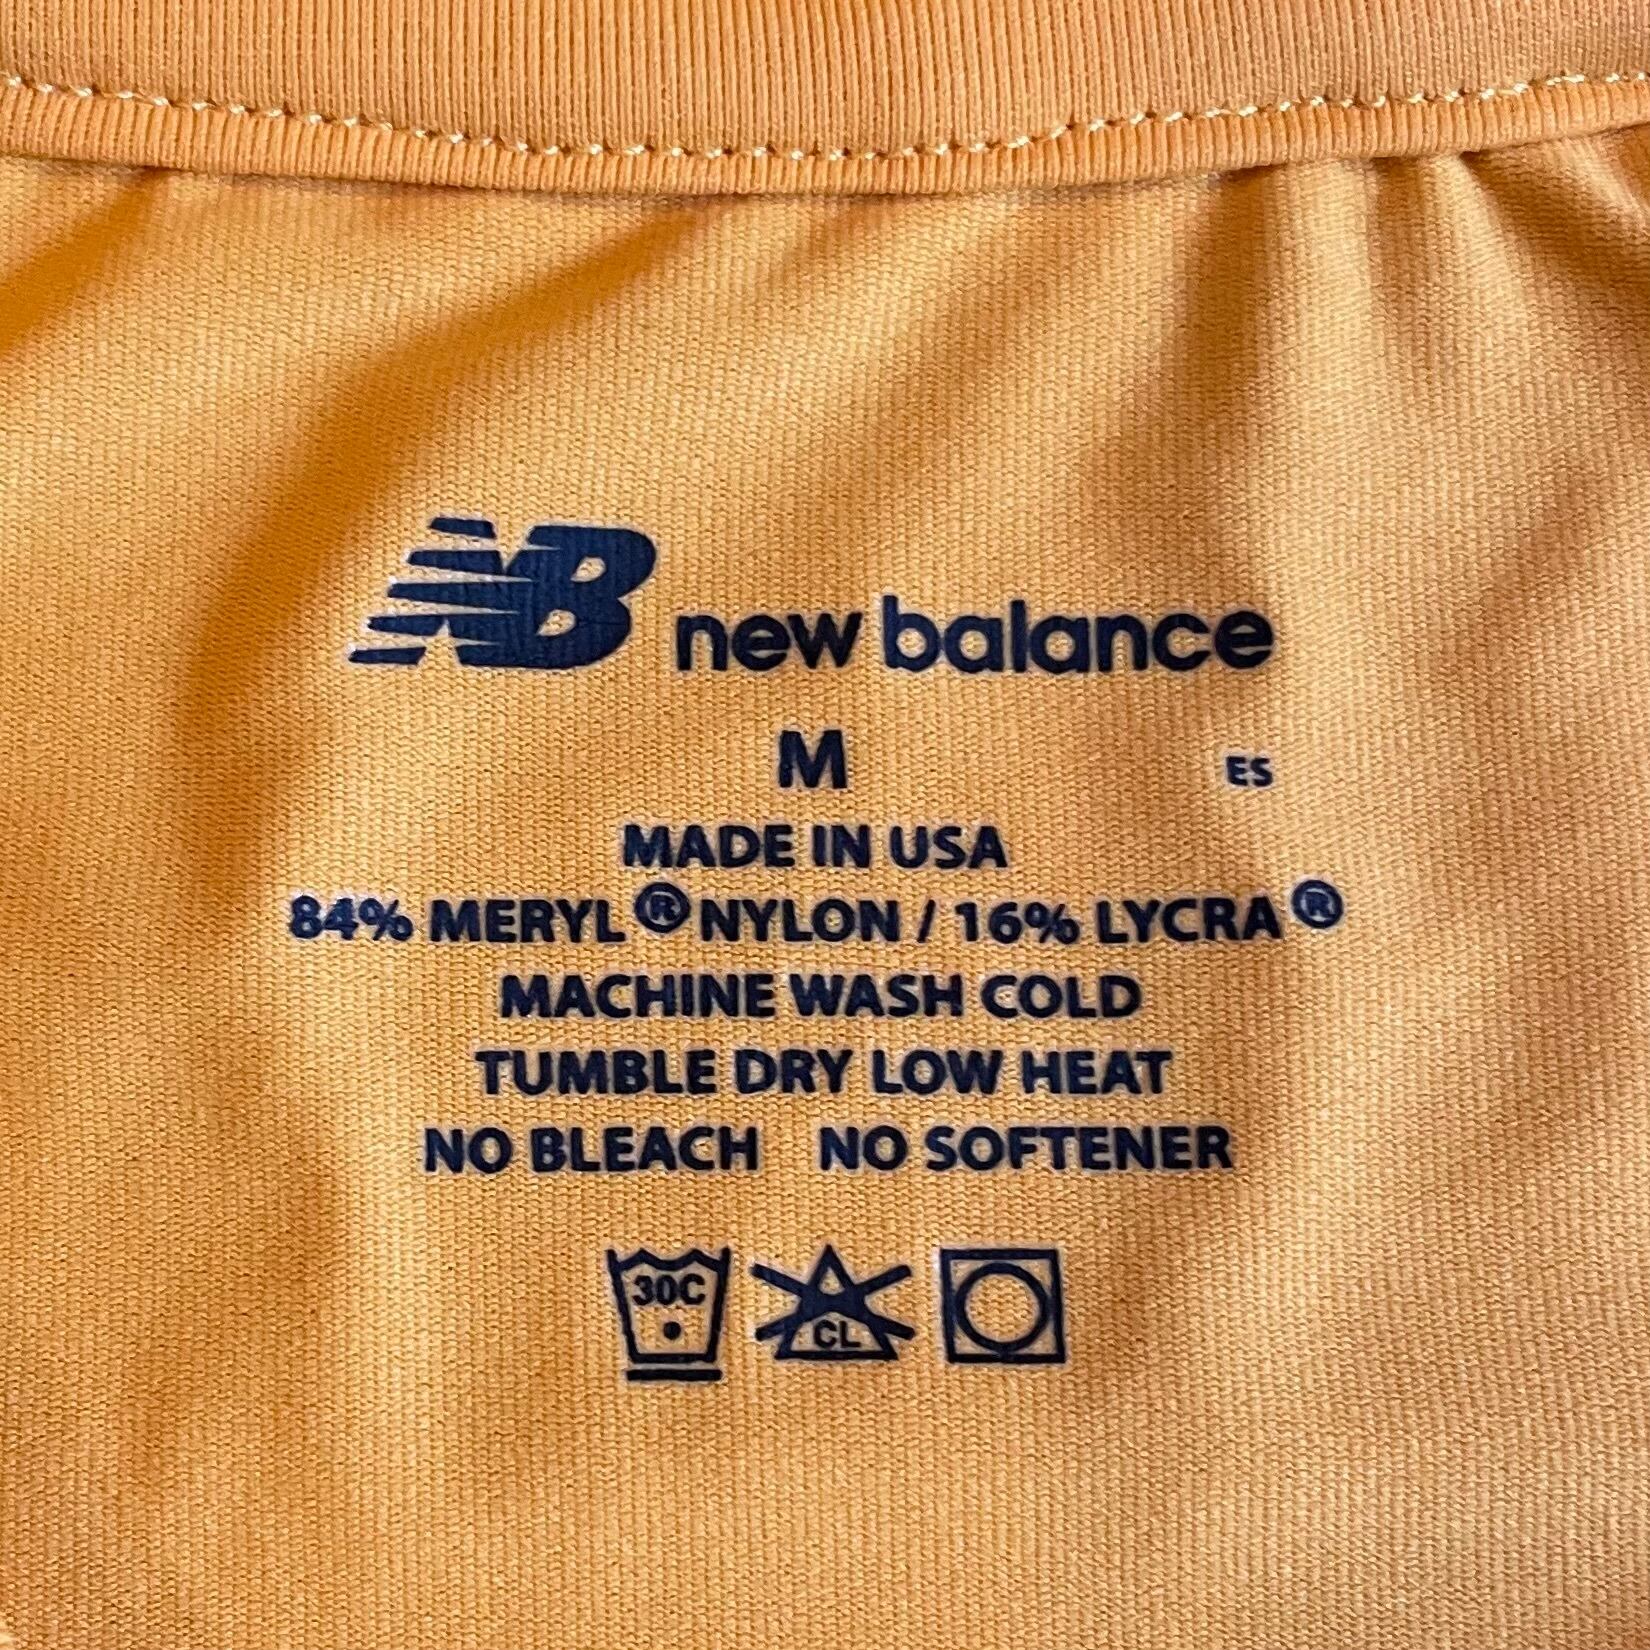 NB new balance
M ES
MADE IN USA
84% MERYL® NYLON / 16% LYCRA®
MACHINE WASH COLD
TUMBLE DRY LOW HEAT
NO BLEACH NO SOFTENER
30C CL